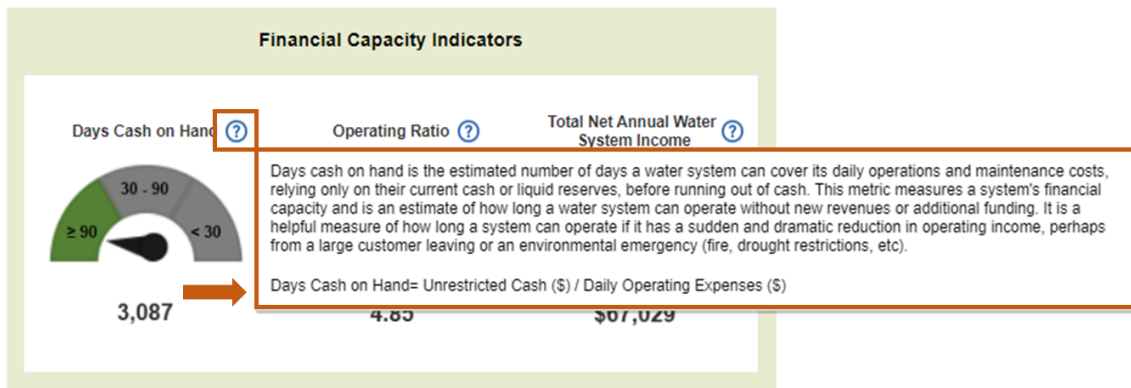 Financial Capacity Indicators
Days Cash on Hand ?
Operating Ratio ?
Total Net Annual Water
System Income ?
Days cash on hand is the estimated number of days a water system can cover its daily operations and maintenance costs,
relying only on their current cash or liquid reserves, before running out of cash. This metric measures a system's financial
capacity and is an estimate of how long a water system can operate without new revenues or additional funding. It is a
helpful measure of how long a system can operate if it has a sudden and dramatic reduction in operating income, perhaps
from a large customer leaving or an environmental emergency (fire, drought restrictions, etc).
Days Cash on Hand= Unrestricted Cash ($) / Daily Operating Expenses ($)
30 - 90
≥ 90
< 30
3,087
4.85
$67,029